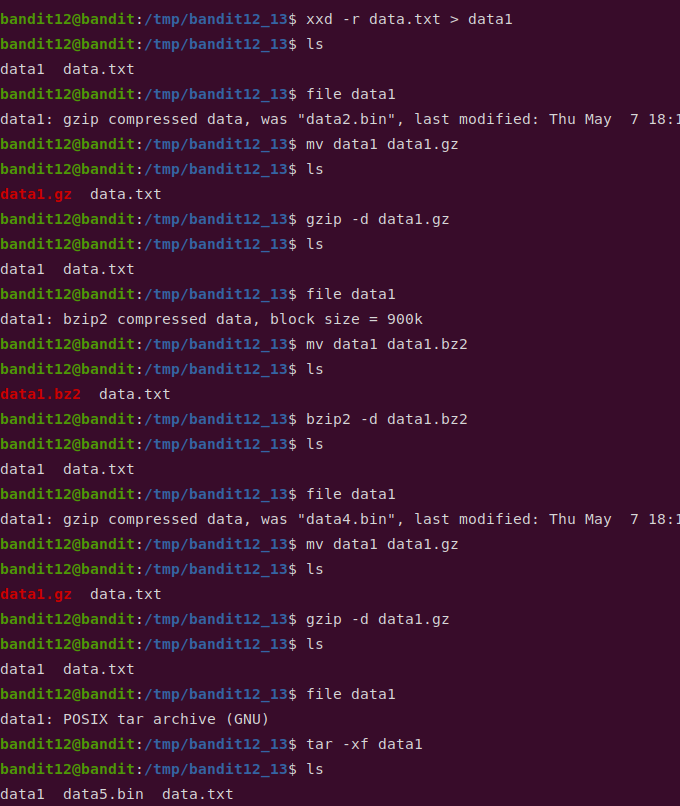 bandit12@bandit:/tmp/bandit12_13$ xxd -r data.txt > data1
bandit12@bandit:/tmp/bandit12_13$ ls
data1  data.txt
bandit12@bandit:/tmp/bandit12_13$ file data1
data1: gzip compressed data, was "data2.bin", last modified: Thu May  7 18:1
bandit12@bandit:/tmp/bandit12_13$ mv data1 data1.gz
bandit12@bandit:/tmp/bandit12_13$ ls
data1.gz  data.txt
bandit12@bandit:/tmp/bandit12_13$ gzip -d data1.gz
bandit12@bandit:/tmp/bandit12_13$ ls
data1  data.txt
bandit12@bandit:/tmp/bandit12_13$ file data1
data1: bzip2 compressed data, block size = 900k
bandit12@bandit:/tmp/bandit12_13$ mv data1 data1.bz2
bandit12@bandit:/tmp/bandit12_13$ ls
data1.bz2  data.txt
bandit12@bandit:/tmp/bandit12_13$ bzip2 -d data1.bz2
bandit12@bandit:/tmp/bandit12_13$ ls
data1  data.txt
bandit12@bandit:/tmp/bandit12_13$ file data1
data1: gzip compressed data, was "data4.bin", last modified: Thu May  7 18:1
bandit12@bandit:/tmp/bandit12_13$ mv data1 data1.gz
bandit12@bandit:/tmp/bandit12_13$ ls
data1.gz  data.txt
bandit12@bandit:/tmp/bandit12_13$ gzip -d data1.gz
bandit12@bandit:/tmp/bandit12_13$ ls
data1  data.txt
bandit12@bandit:/tmp/bandit12_13$ file data1
data1: POSIX tar archive (GNU)
bandit12@bandit:/tmp/bandit12_13$ tar -xf data1
bandit12@bandit:/tmp/bandit12_13$ ls
data1  data5.bin  data.txt